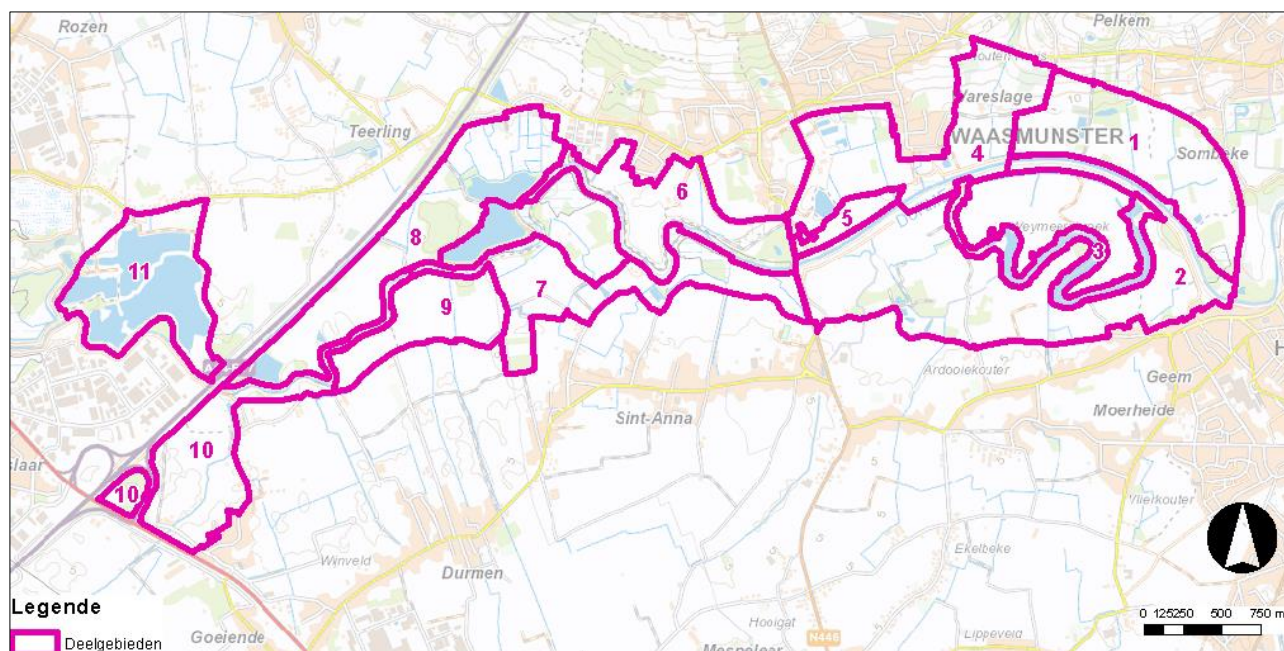 Rozen
Pelkem
Teerling
Vareslage
WAASMUNSTER
Sombeke
1
4
6
5
8
3
11
2
9
7
Ardooiekouter
Geem
Sint-Anna
Moerheide
10
10
Vlierkouter
Winveld
Ekelbeke
Durmen
Legende
Deelgebieden
Goeiende
Hooigat
N446
Lippeveld
0 125250 500 750 m